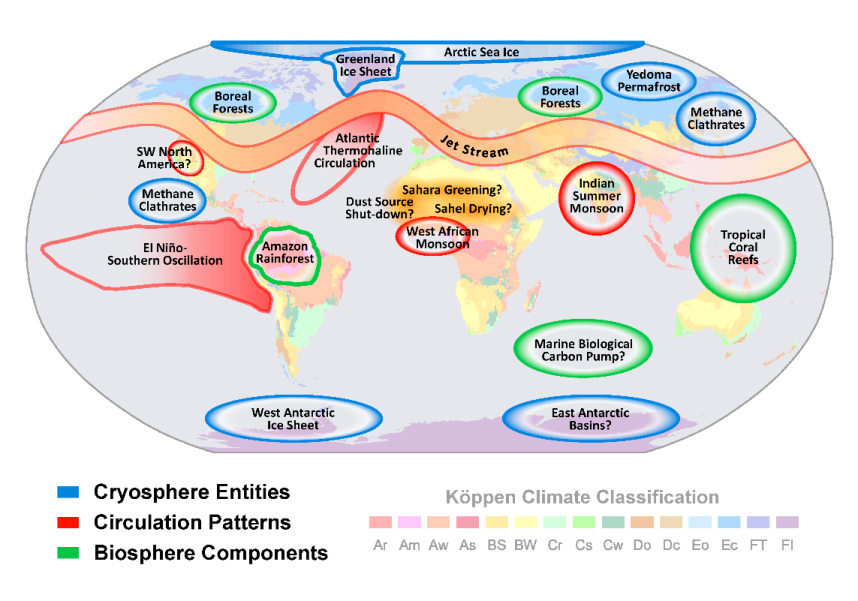 Arctic Sea Ice
Greenland
Ice Sheet
Yedoma
Permafrost
Boreal
Forests
Boreal
Forests
Methane
Clathrates
Jet Stream
Atlantic
Thermohaline
Circulation
SW North
America?
Indian
Summer
Monsoon
Methane
Clathrates
Sahara Greening?
Dust Source
Shut-down?
Sahel Drying?
West African
Monsoon
El Niño-
Southern Oscillation
Amazon
Rainforest
Tropical
Coral
Reefs
Marine Biological
Carbon Pump?
West Antarctic
Ice Sheet
East Antarctic
Basins?
Cryosphere Entities
Circulation Patterns
Biosphere Components
Köppen Climate Classification
Ar Am Aw As BS BW Cr Cs Cw Do Dc Eo Ec FT FI